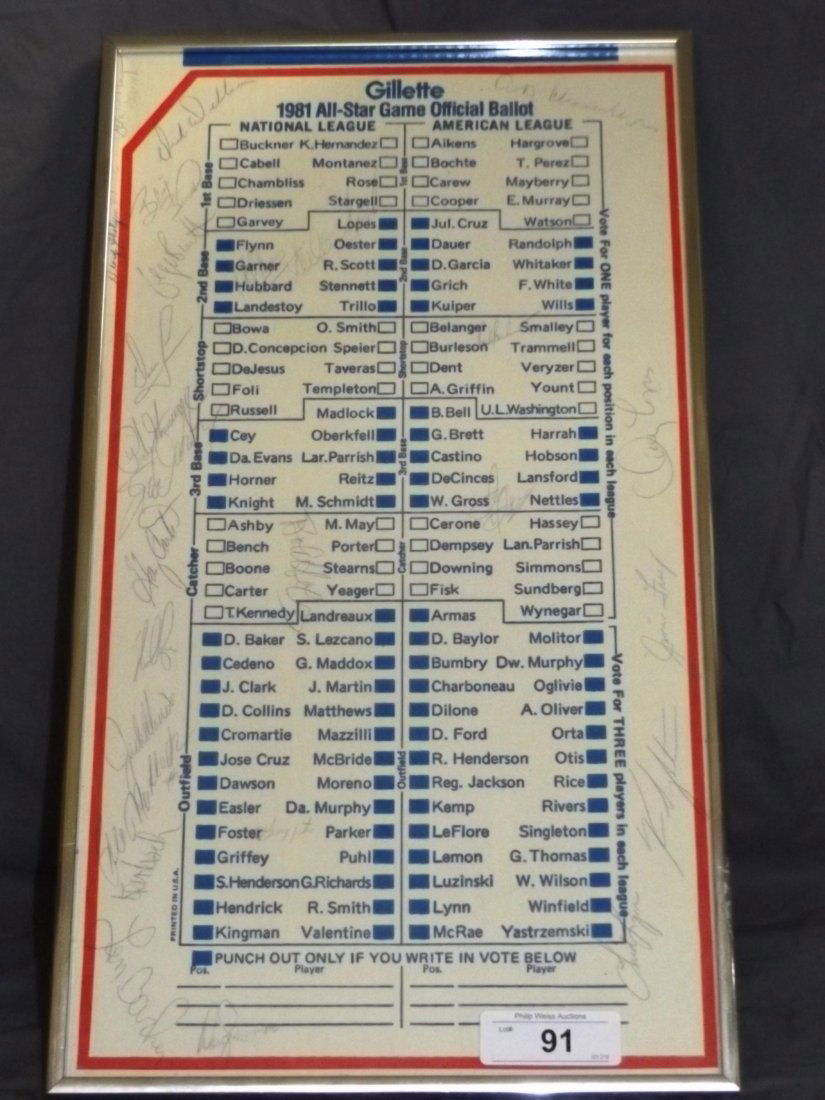 Gillette
1981 All-Star Game Official Ballot
NATIONAL LEAGUE AMERICAN LEAGUE
Buckner K.Hernandez Aikens Hargrove
Cabell Montanez Bochte T. Perez
Chambliss Rose Carew Mayberry
Driessen Stargell Cooper E. Murray
Garvey Lopes Jul. Cruz Watson
Flynn Oester Dauer Randolph
Garner R. Scott D.Garcia Whitaker
Hubbard Stennett Grich F. White
Landestoy Trillo Kuiper Wills
Bowa O. Smith Belanger Smalley
D.Concepcion Speier Burleson Trammell
DeJesus Taveras Dent Veryzer
Foli Templeton A. Griffin Yount
Russell Madlock B. Bell U.L.Washington
Cey Oberkfell G. Brett Harrah
Da. Evans Lar. Parrish Castino Hobson
Horner Reitz DeCinces Lansford
Knight M. Schmidt W. Gross Nettles
Ashby M. May Cerone Hassey
Bench Porter Dempsey Lan. Parrish
Boone Stearns Downing Simmons
Carter Yeager Fisk Sundberg
T. Kennedy Landreaux Armas Wynegar
D. Baker S. Lezcano D. Baylor Molitor
Cedeno G. Maddox Bumbry Dw. Murphy
J. Clark J. Martin Charboneau Oglivie
D. Collins Matthews Dilone A. Oliver
Cromartie Mazzilli D. Ford Orta
Jose Cruz McBride R. Henderson Otis
Dawson Moreno Reg. Jackson Rice
Easler Da. Murphy Kemp Rivers
Foster Parker LeFlore Singleton
Griffey Puhl Lemon G. Thomas
S.Henderson G.Richards Luzinski W. Wilson
Hendrick R. Smith Lynn Winfield
Kingman Valentine McRae Yastrzemski
PUNCH OUT ONLY IF YOU WRITE IN VOTE BELOW
Pos. Player Pos. Player
1st Base
2nd Base
Shortstop
3rd Base
Catcher
Outfield
1st Base
2nd Base
Shortstop
3rd Base
Catcher
Outfield
Vote For ONE player for each position in each league
Vote For THREE players in each league
PRINTED IN U.S.A.
Philip Weiss Auctions
Lot#
91